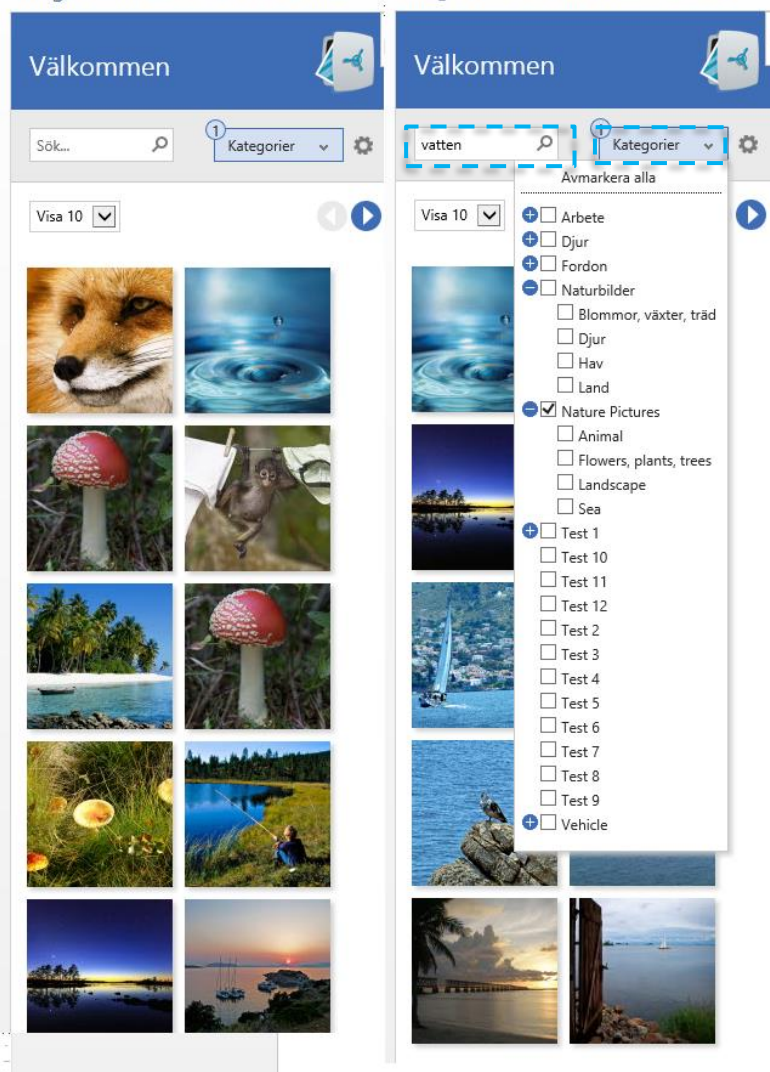 Välkommen
Sök...
1
Kategorier
Visa 10
Välkommen
vatten
1
Kategorier
Avmarkera alla
Visa 10
Arbete
Djur
Fordon
Naturbilder
Blommor, växter, träd
Djur
Hav
Land
Nature Pictures
Animal
Flowers, plants, trees
Landscape
Sea
Test 1
Test 10
Test 11
Test 12
Test 2
Test 3
Test 4
Test 5
Test 6
Test 7
Test 8
Test 9
Vehicle